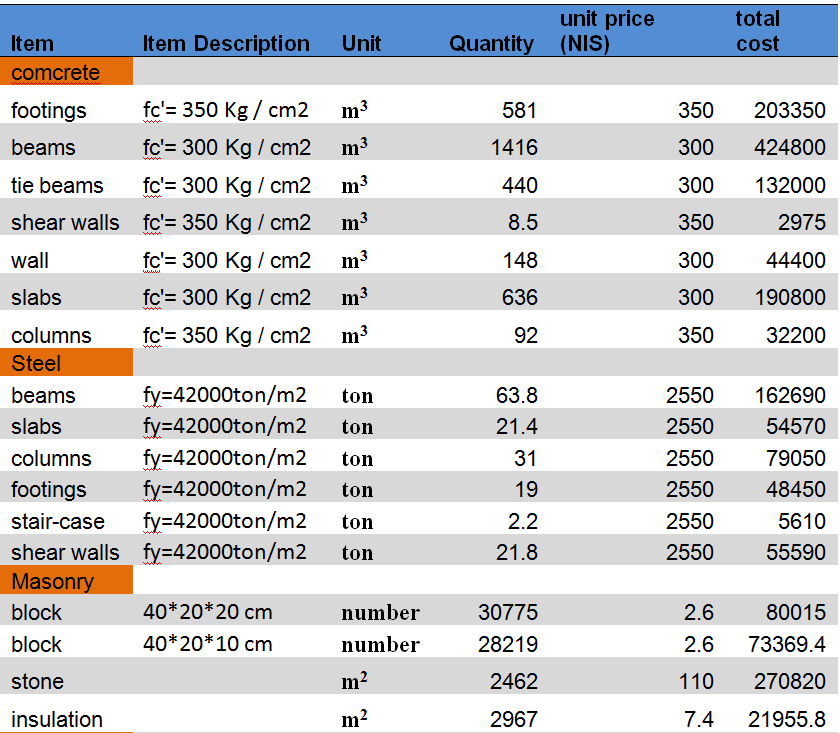 Item Item Description Unit Quantity unit price (NIS) total cost
comcrete
footings fc'= 350 Kg / cm2 m³ 581 350 203350
beams fc'= 300 Kg / cm2 m³ 1416 300 424800
tie beams fc'= 300 Kg / cm2 m³ 440 300 132000
shear walls fc'= 350 Kg / cm2 m³ 8.5 350 2975
wall fc'= 300 Kg / cm2 m³ 148 300 44400
slabs fc'= 300 Kg / cm2 m³ 636 300 190800
columns fc'= 350 Kg / cm2 m³ 92 350 32200
Steel
beams fy=42000ton/m2 ton 63.8 2550 162690
slabs fy=42000ton/m2 ton 21.4 2550 54570
columns fy=42000ton/m2 ton 31 2550 79050
footings fy=42000ton/m2 ton 19 2550 48450
stair-case fy=42000ton/m2 ton 2.2 2550 5610
shear walls fy=42000ton/m2 ton 21.8 2550 55590
Masonry
block 40*20*20 cm number 30775 2.6 80015
block 40*20*10 cm number 28219 2.6 73369.4
stone m² 2462 110 270820
insulation m² 2967 7.4 21955.8